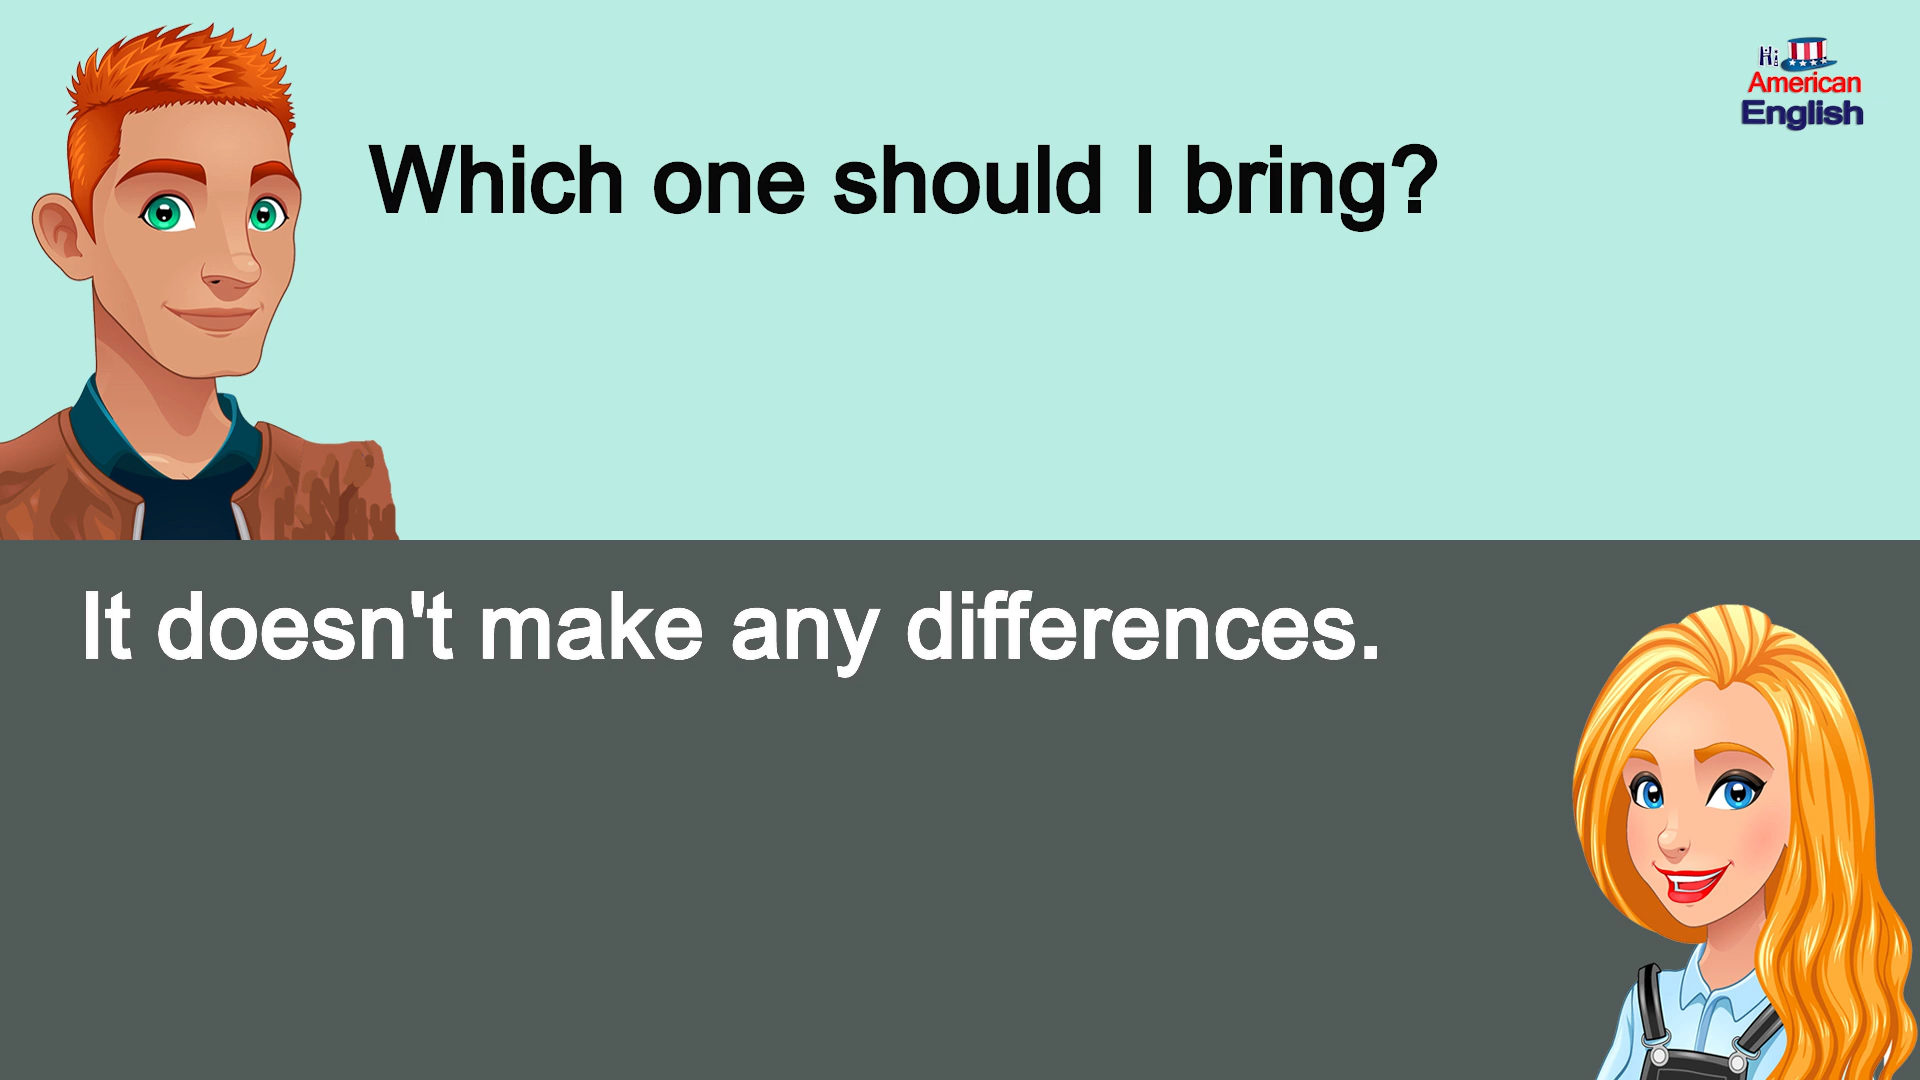 Hi
American
English
Which one should I bring?
It doesn't make any differences.